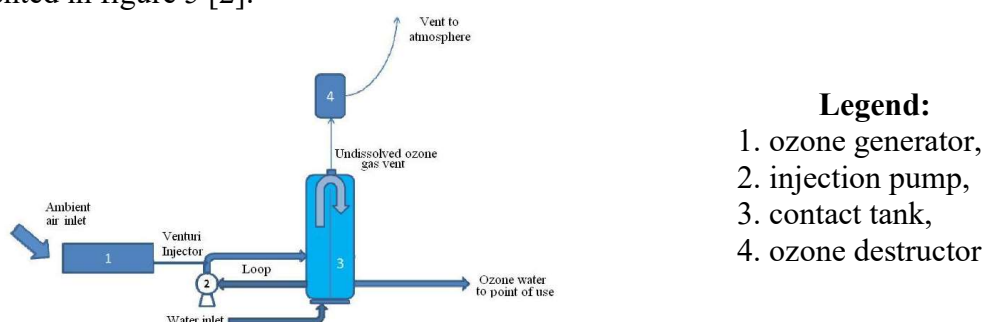 nted in figure 5 [2].
Vent to
atmosphere
4
Undissolved ozone
gas vent
Ambient
air inlet
Venturi
Injector
1
Loop
2
3
Ozone water
to point of use
Water inlet
Legend:
1. ozone generator,
2. injection pump,
3. contact tank,
4. ozone destructor